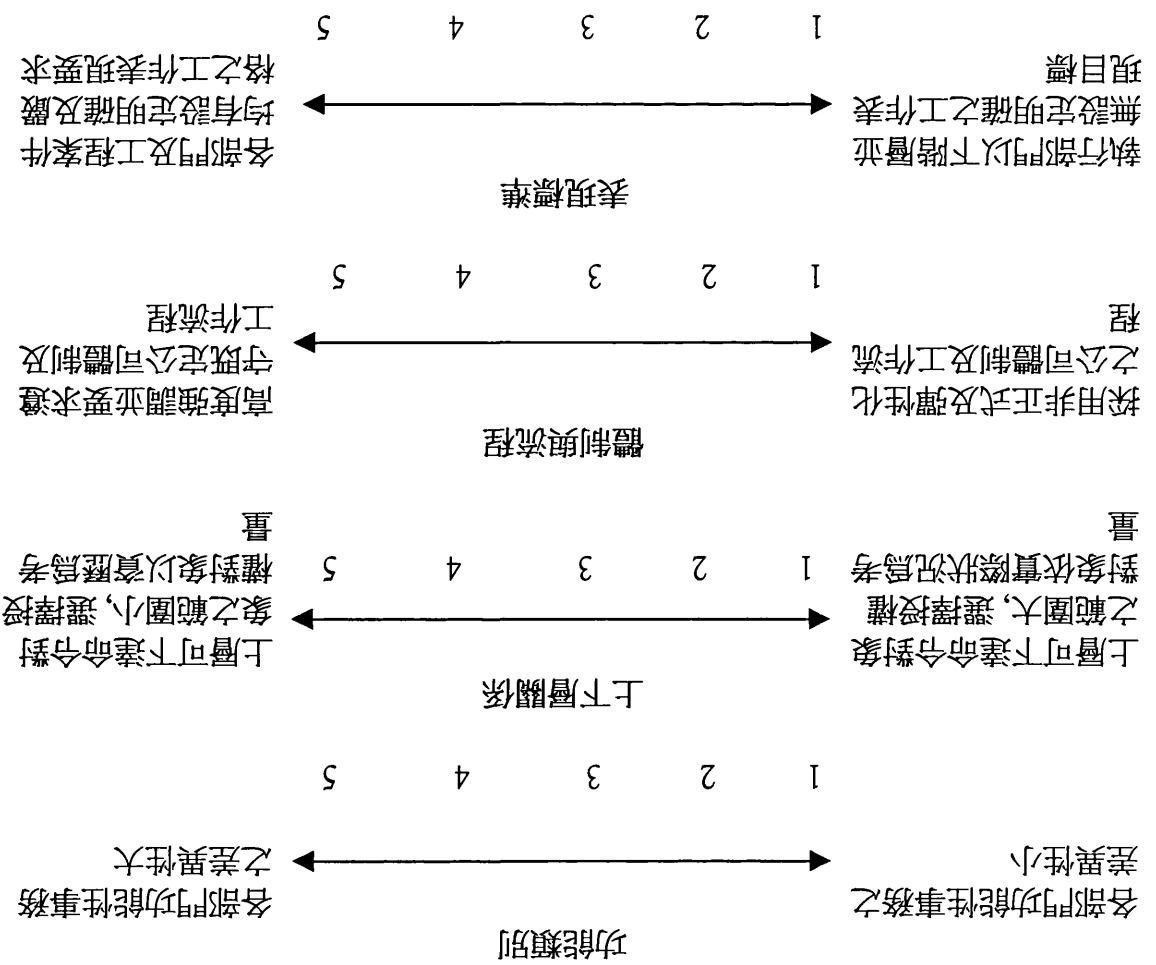 功能類別
各部門功能性事務之
差異性小
各部門功能性事務
之差異性大
1 2 3 4 5
上下層關係
上層可下達命令對象
之範圍大, 選擇授權
對象依實際狀況爲考
量
上層可下達命令對
象之範圍小, 選擇授
權對象以資歷爲考
量
1 2 3 4 5
體制與流程
採用非正式及彈性化
之公司體制及工作流
程
高度強調並要求遵
守既定公司體制及
工作流程
1 2 3 4 5
表現標準
執行部門以下階層並
無設定明確之工作表
現目標
各部門及工程案件
均有設定明確及嚴
格之工作表現要求
1 2 3 4 5